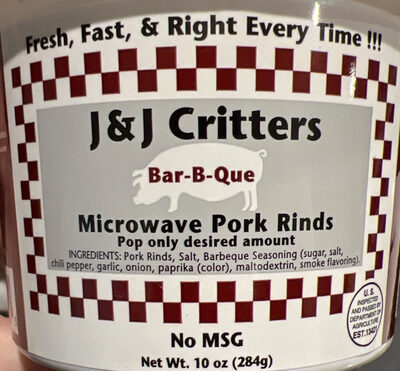 Fresh, Fast, & Right Every Time !!!
J&J Critters
Bar-B-Que
Microwave Pork Rinds
Pop only desired amount
INGREDIENTS: Pork Rinds, Salt, Barbeque Seasoning (sugar, salt,
chili pepper, garlic, onion, paprika (color), maltodextrin, smoke flavoring).
U. S.
INSPECTED
AND PASSED BY
DEPARTMENT OF
AGRICULTURE
EST.13421
No MSG
Net Wt. 10 oz (284g)